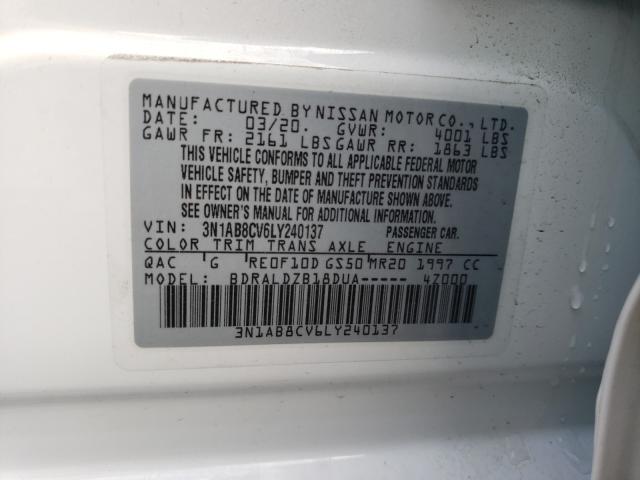 MANUFACTURED BY NISSAN MOTOR CO., LTD.
DATE: 03/20. GVWR: 4001 LBS
GAWR FR: 2161 LBS GAWR RR: 1863 LBS
THIS VEHICLE CONFORMS TO ALL APPLICABLE FEDERAL MOTOR
VEHICLE SAFETY, BUMPER AND THEFT PREVENTION STANDARDS
IN EFFECT ON THE DATE OF MANUFACTURE SHOWN ABOVE.
SEE OWNER'S MANUAL FOR ADDITIONAL INFORMATION.
VIN: 3N1AB8CV6LY240137 PASSENGER CAR.
COLOR TRIM TRANS AXLE ENGINE
QAC G RE0F10D GS50 MR20 1997 CC
MODEL: BDRALDZB18DUA----- 4Z000
3N1AB8CV6LY240137